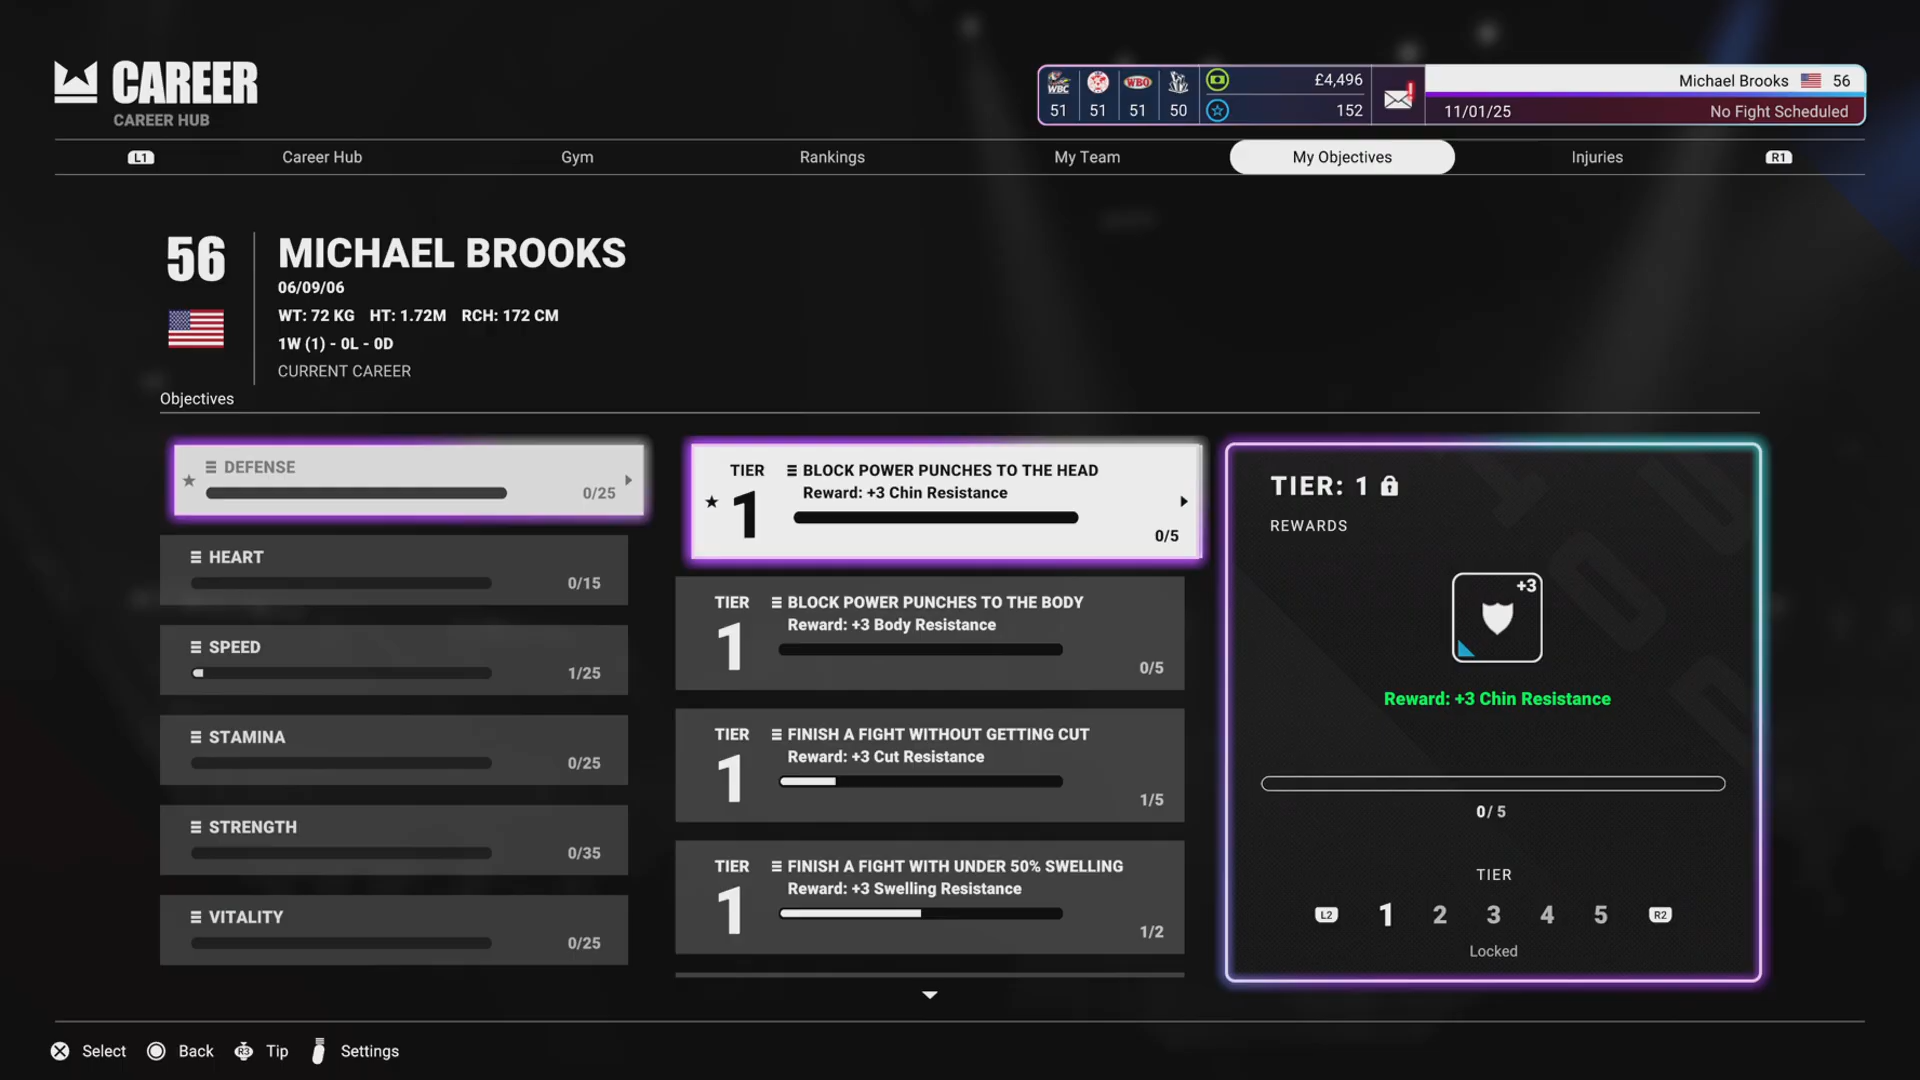 CAREER
CAREER HUB
WBC
WBO
51
51
51
50
£4,496
152
Michael Brooks
56
11/01/25
No Fight Scheduled
L1
Career Hub
Gym
Rankings
My Team
My Objectives
Injuries
R1
56
MICHAEL BROOKS
06/09/06
WT: 72 KG HT: 1.72M RCH: 172 CM
1W (1) - 0L - 0D
CURRENT CAREER
Objectives
DEFENSE
0/25
HEART
0/15
SPEED
1/25
STAMINA
0/25
STRENGTH
0/35
VITALITY
0/25
TIER
1
BLOCK POWER PUNCHES TO THE HEAD
Reward: +3 Chin Resistance
0/5
TIER
1
BLOCK POWER PUNCHES TO THE BODY
Reward: +3 Body Resistance
0/5
TIER
1
FINISH A FIGHT WITHOUT GETTING CUT
Reward: +3 Cut Resistance
1/5
TIER
1
FINISH A FIGHT WITH UNDER 50% SWELLING
Reward: +3 Swelling Resistance
1/2
TIER: 1
REWARDS
+3
Reward: +3 Chin Resistance
0/ 5
TIER
L2
1 2 3 4 5
R2
Locked
Select
Back
R3
Tip
Settings